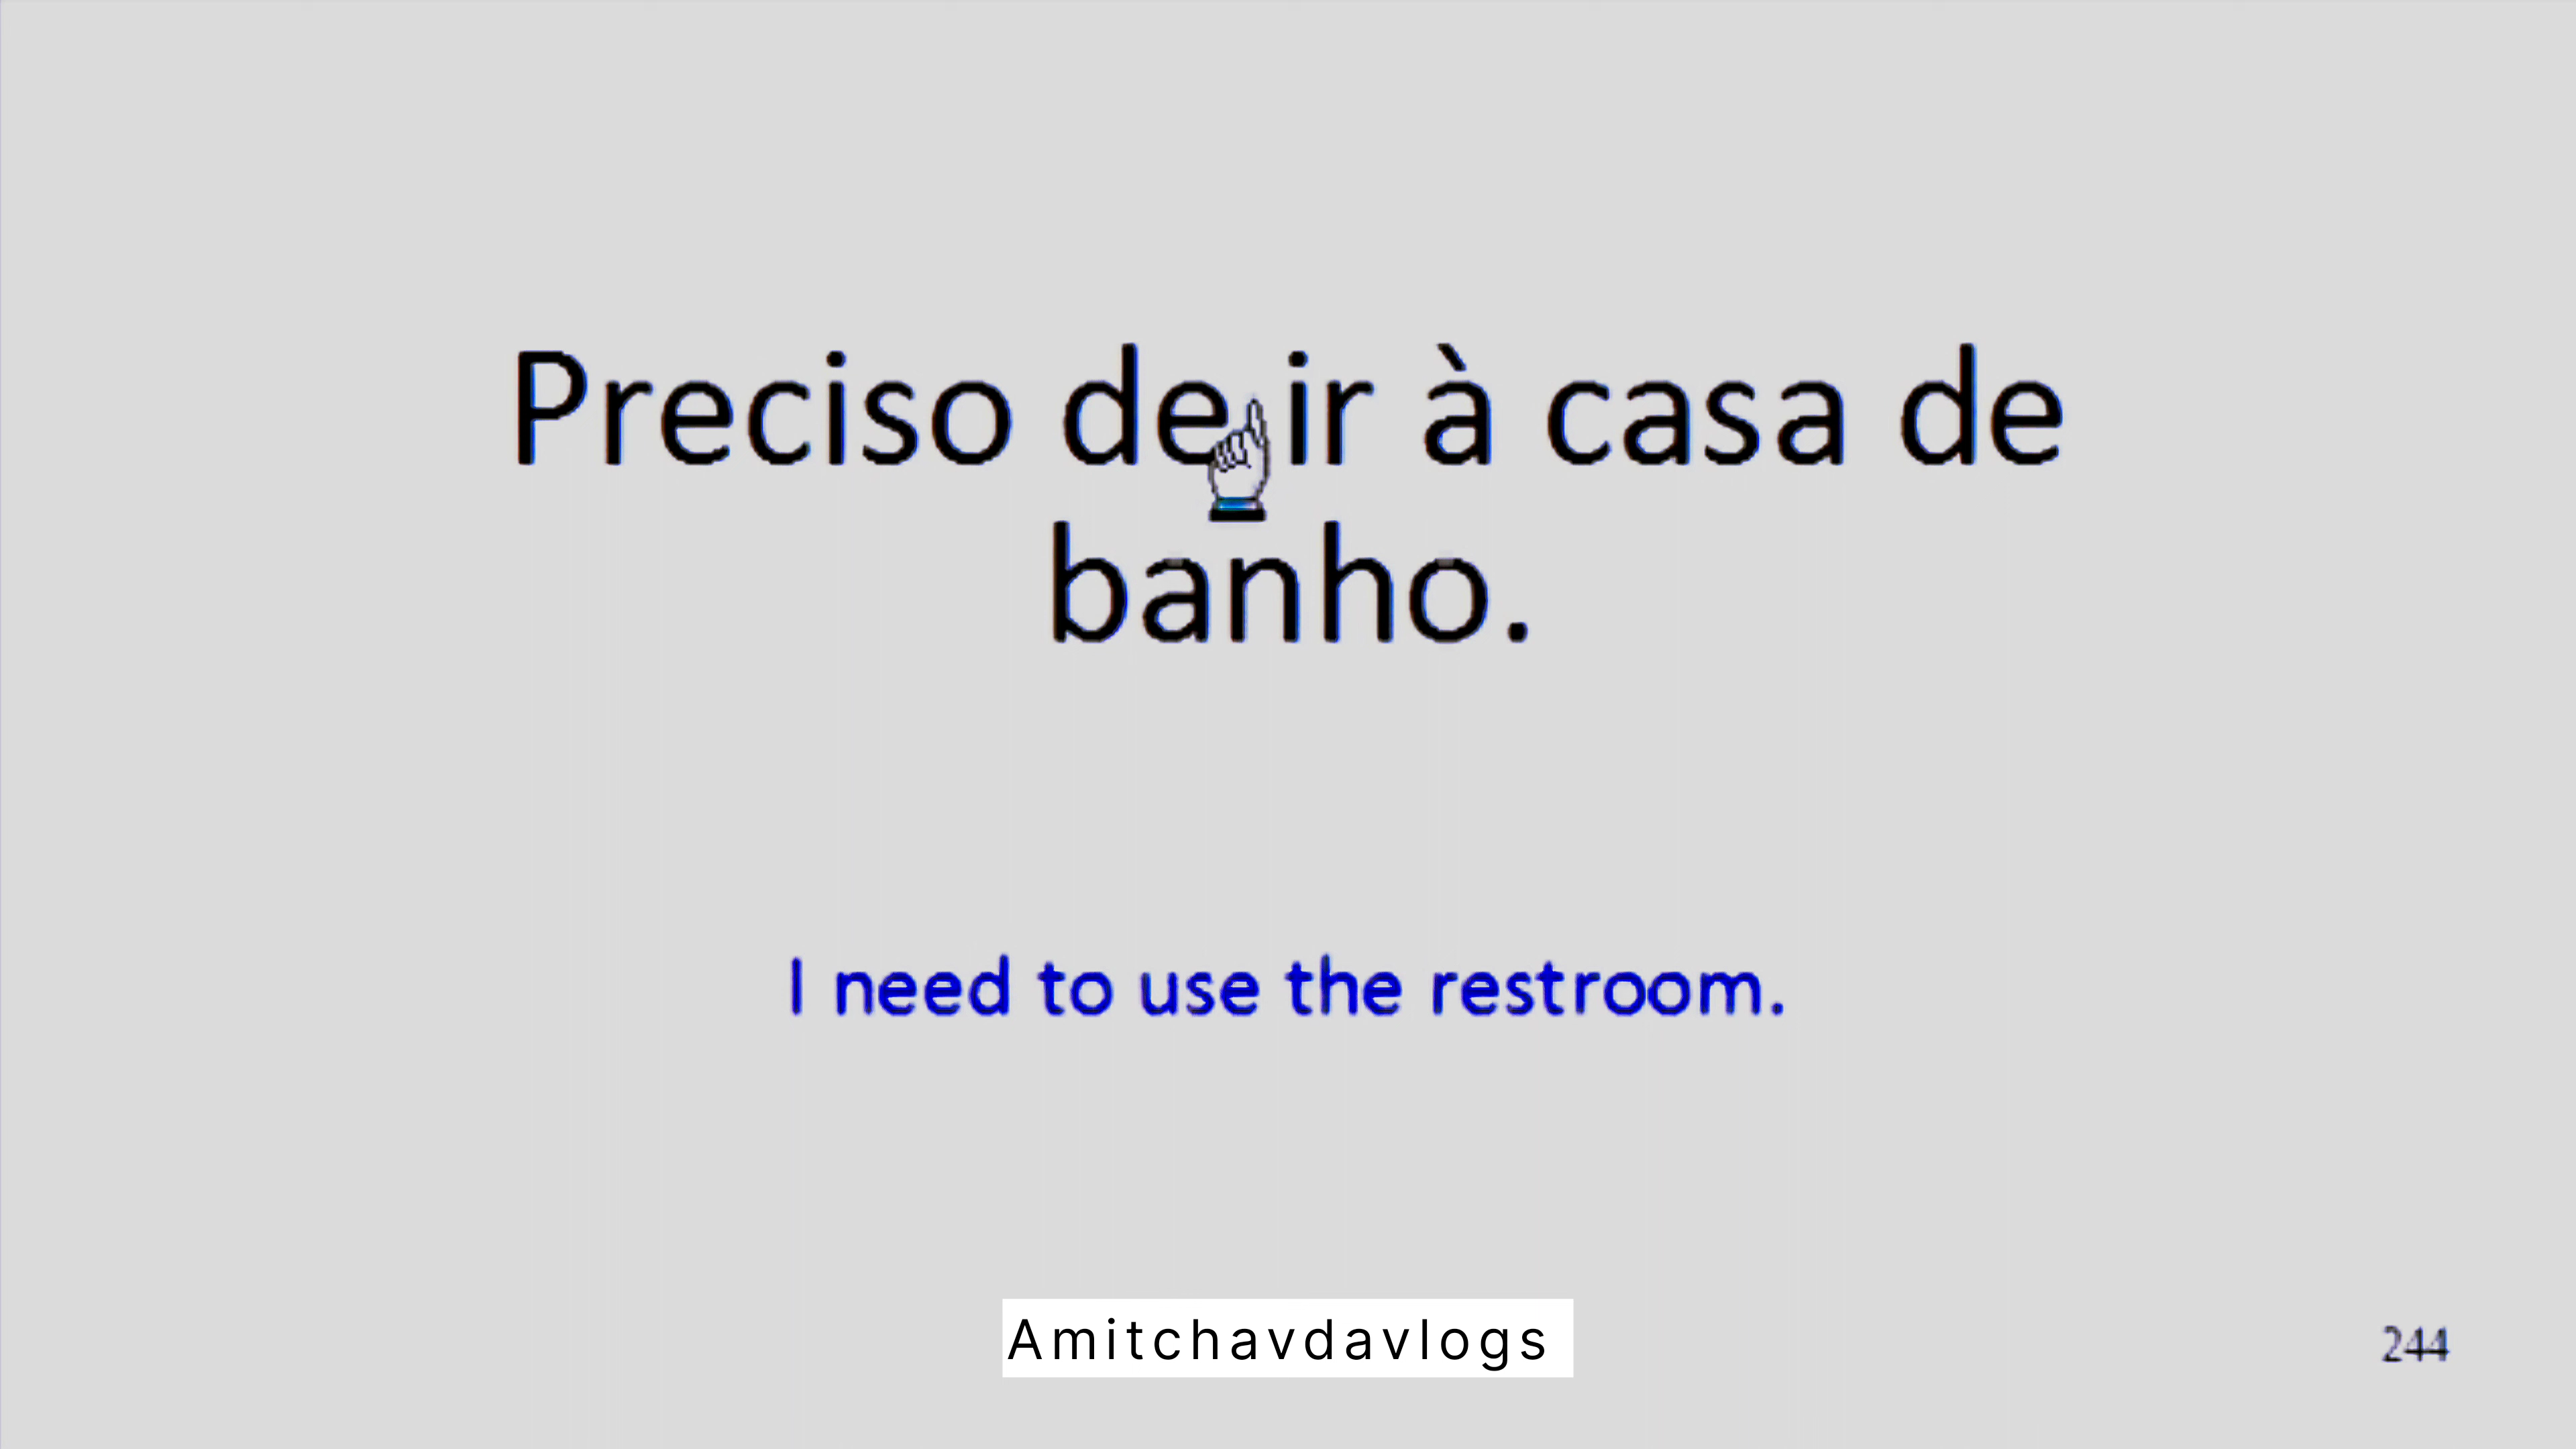 Preciso de ir à casa de
banho.
I need to use the restroom.
Amitchavdavlogs
244